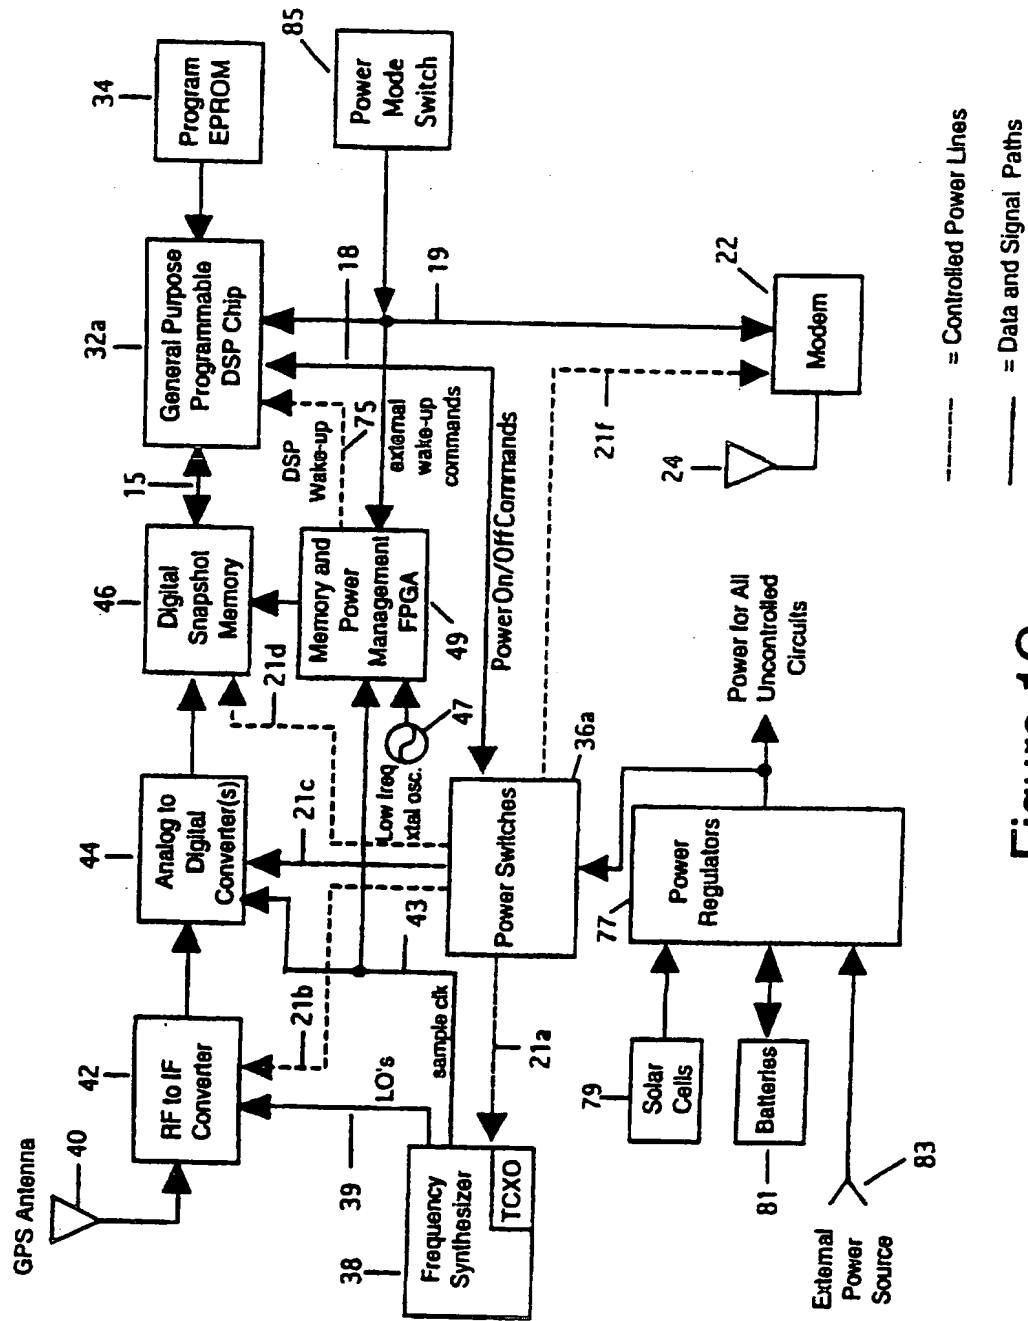 GPS Antenna
40
42
RF to IF
Converter
44
Analog to
Digital
Converter(s)
46
Digital
Snapshot
Memory
15
32a
General Purpose
Programmable
DSP Chip
34
Program
EPROM
85
Power
Mode
Switch
39
LO's
21b
21c
21d
43
sample clk
Low freq
xtal osc.
47
Memory and
Power
Management
FPGA
49
DSP
Wake-up
75
external
wake-up
commands
18
19
38
Frequency
Synthesizer
TCXO
21a
Power Switches
36a
Power On/Off Commands
21f
24
Modem
22
79
Solar
Cells
81
Batteries
External
Power
Source
83
77
Power
Regulators
Power for All
Uncontrolled
Circuits
= Controlled Power Lines
= Data and Signal Paths